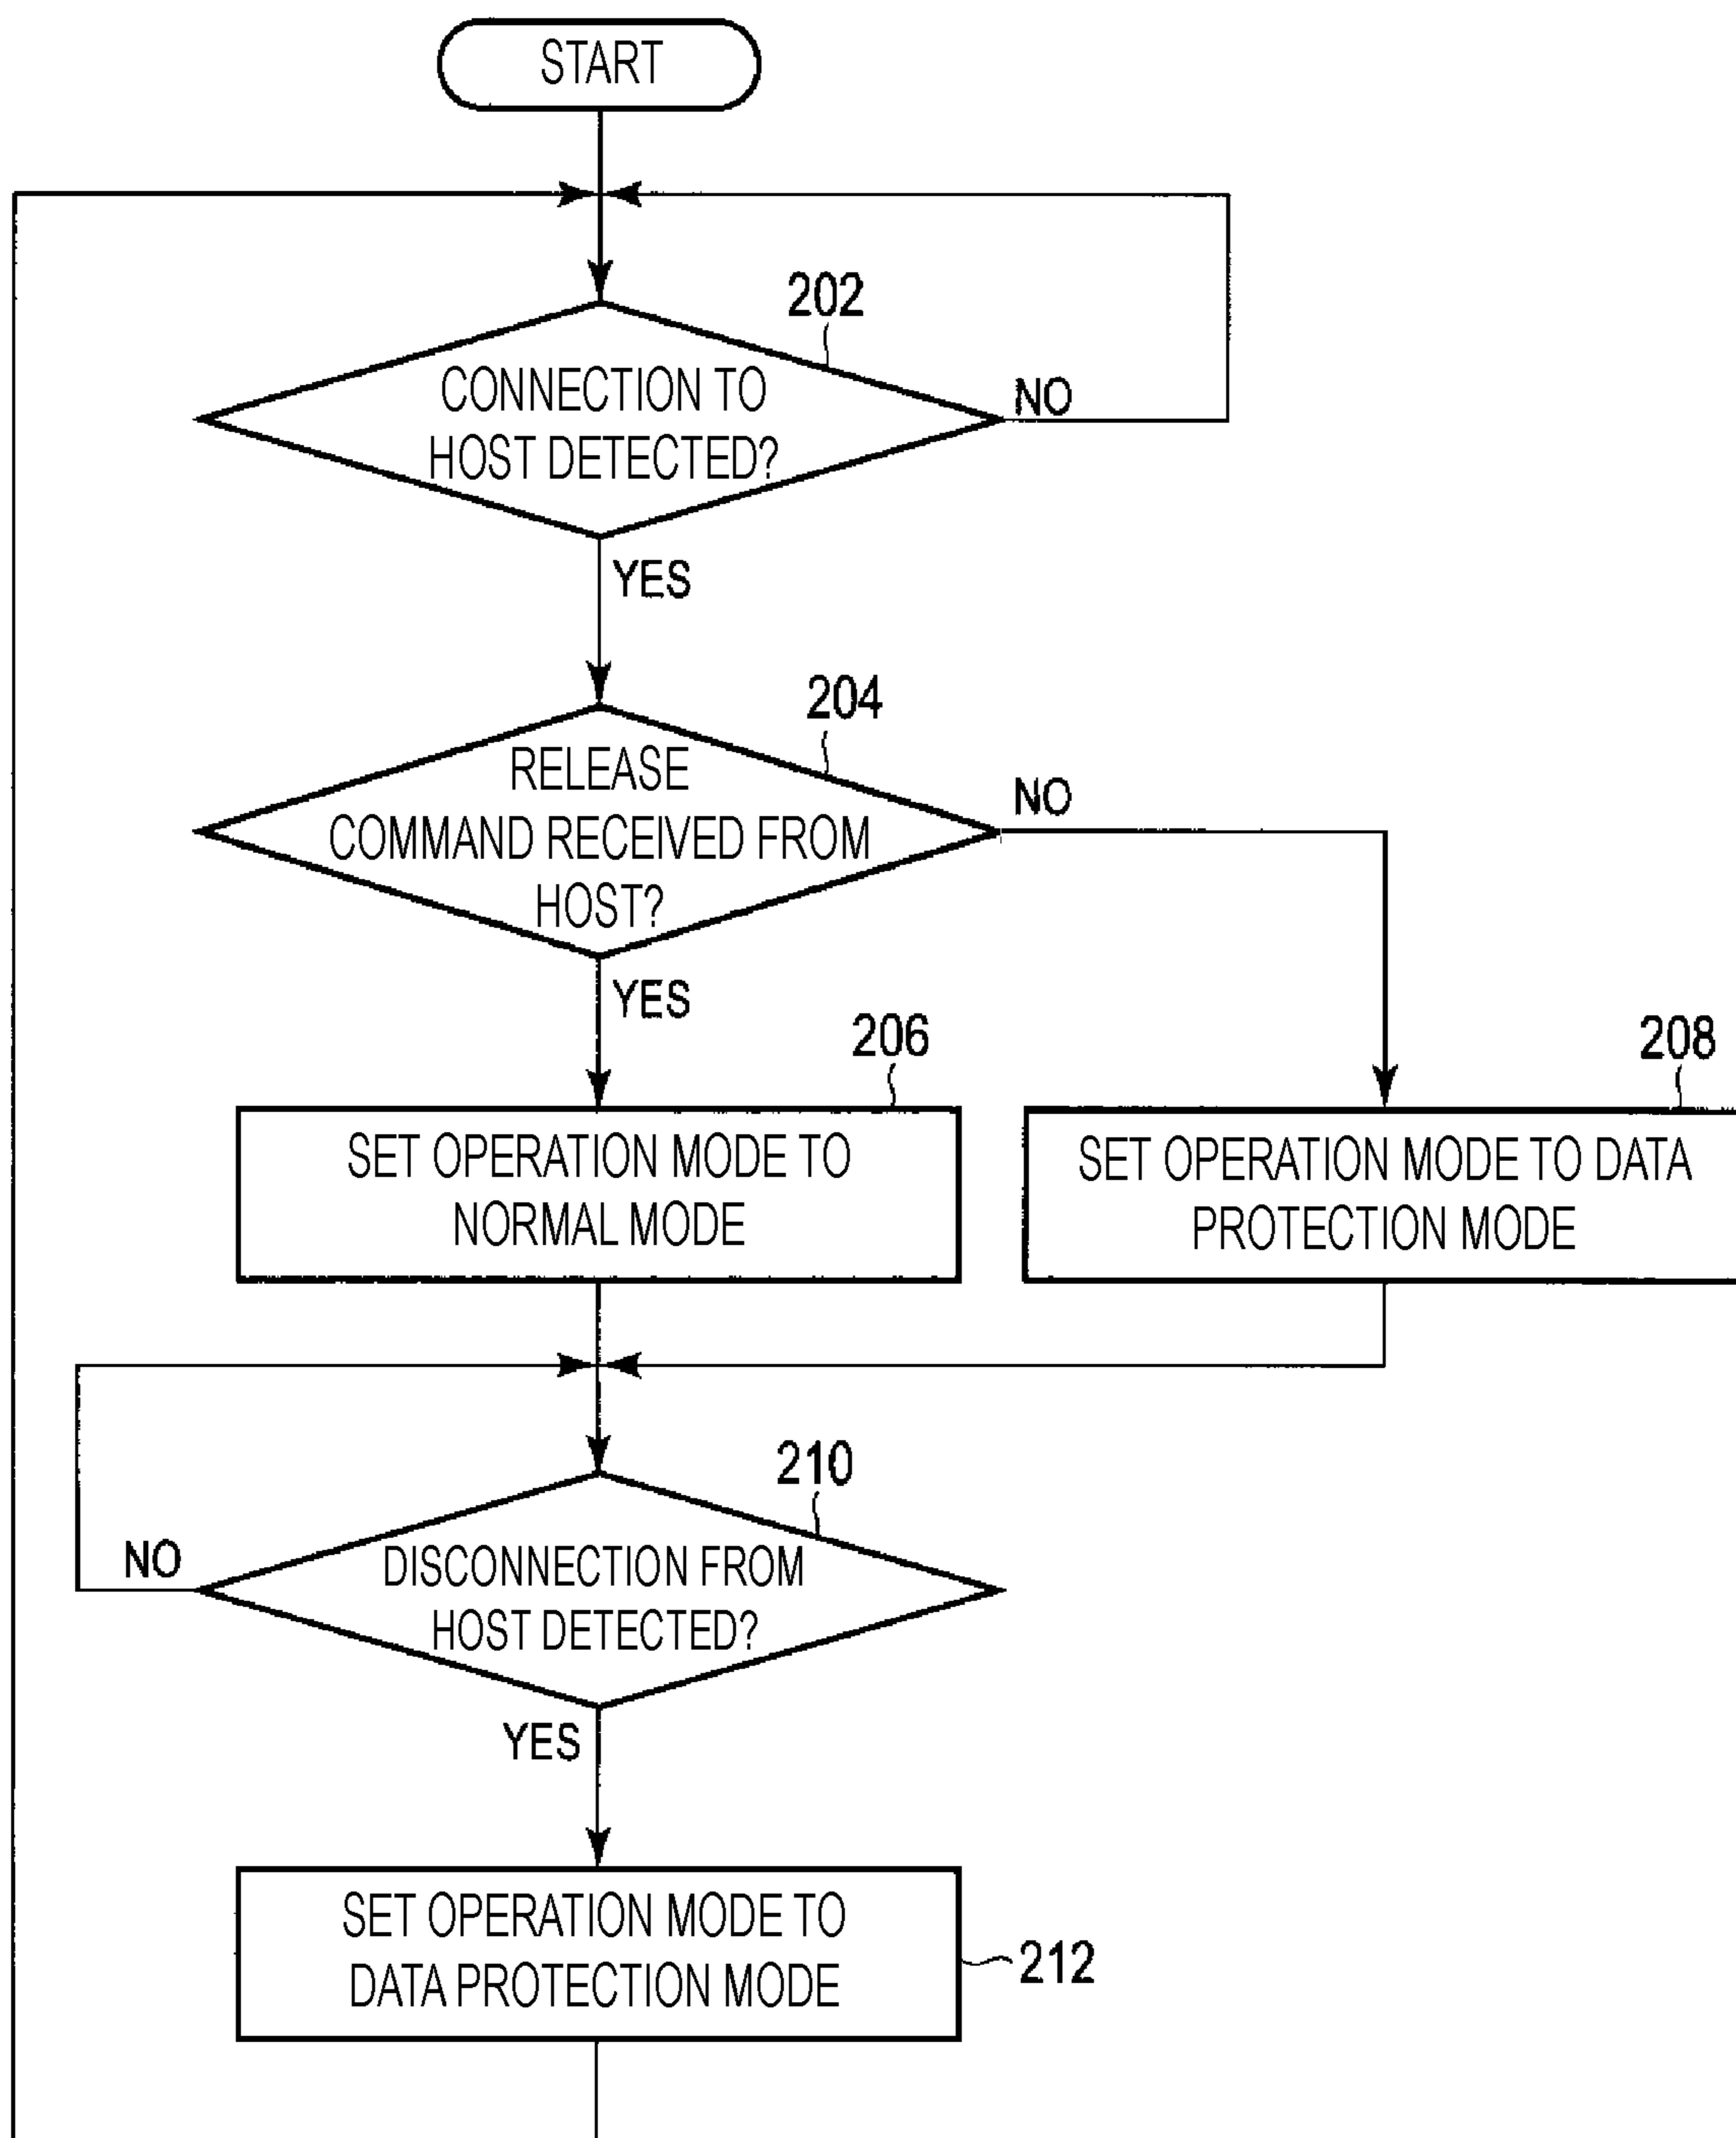 START
202
CONNECTION TO
HOST DETECTED?
NO
YES
204
RELEASE
COMMAND RECEIVED FROM
HOST?
NO
YES
206
SET OPERATION MODE TO
NORMAL MODE
208
SET OPERATION MODE TO DATA
PROTECTION MODE
210
DISCONNECTION FROM
HOST DETECTED?
NO
YES
SET OPERATION MODE TO
DATA PROTECTION MODE
212